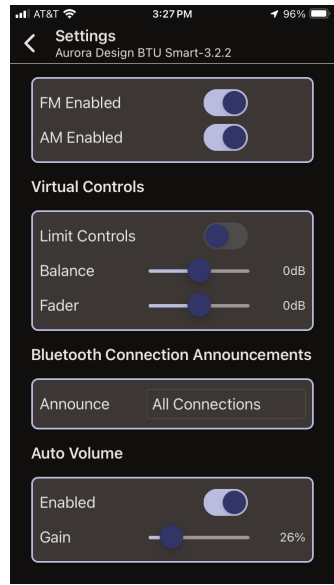 AT&T 3:27 PM 96%
Settings
Aurora Design BTU Smart-3.2.2
FM Enabled
AM Enabled
Virtual Controls
Limit Controls
Balance 0dB
Fader 0dB
Bluetooth Connection Announcements
Announce All Connections
Auto Volume
Enabled
Gain 26%